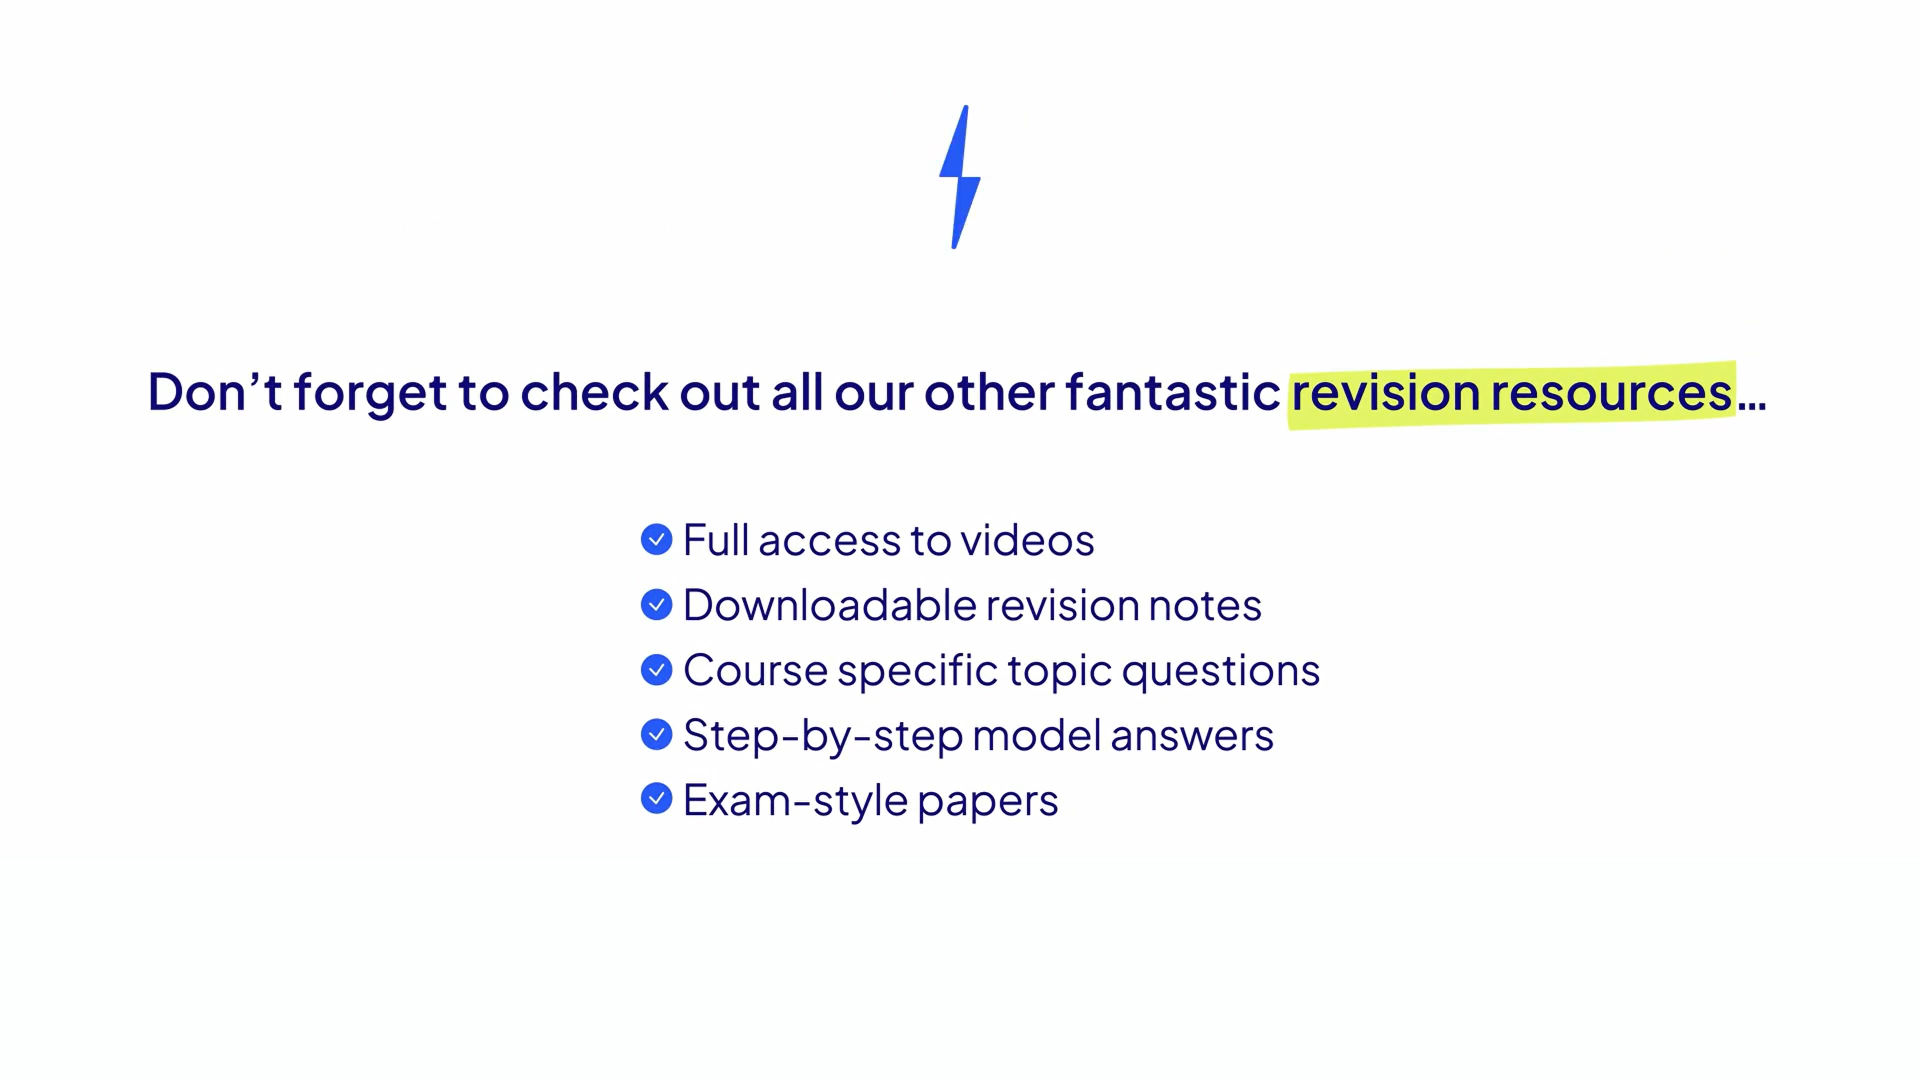 Don’t forget to check out all our other fantastic revision resources...
Full access to videos
Downloadable revision notes
Course specific topic questions
Step-by-step model answers
Exam-style papers